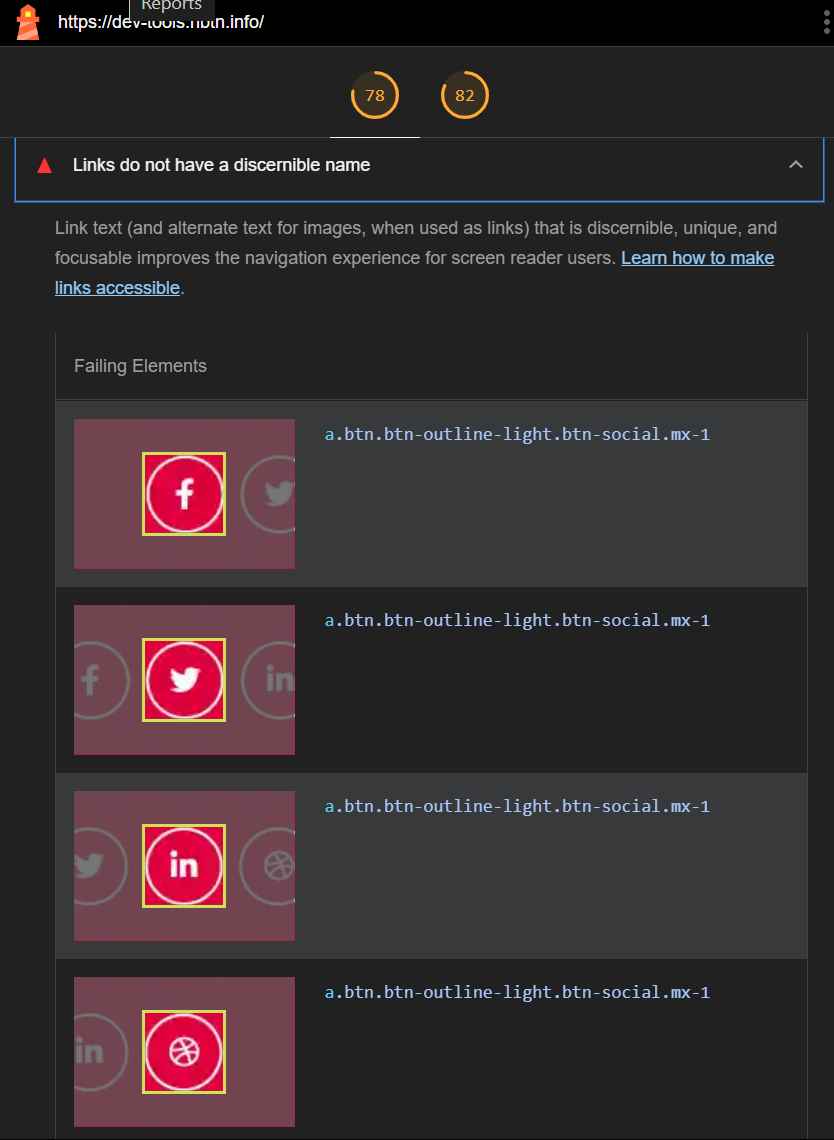 Reports
https://dev-tools.hbtn.info/
78
82
Links do not have a discernible name
Link text (and alternate text for images, when used as links) that is discernible, unique, and
focusable improves the navigation experience for screen reader users. Learn how to make
links accessible.
Failing Elements
a.btn.btn-outline-light.btn-social.mx-1
f
a.btn.btn-outline-light.btn-social.mx-1
f
in
a.btn.btn-outline-light.btn-social.mx-1
in
a.btn.btn-outline-light.btn-social.mx-1
in